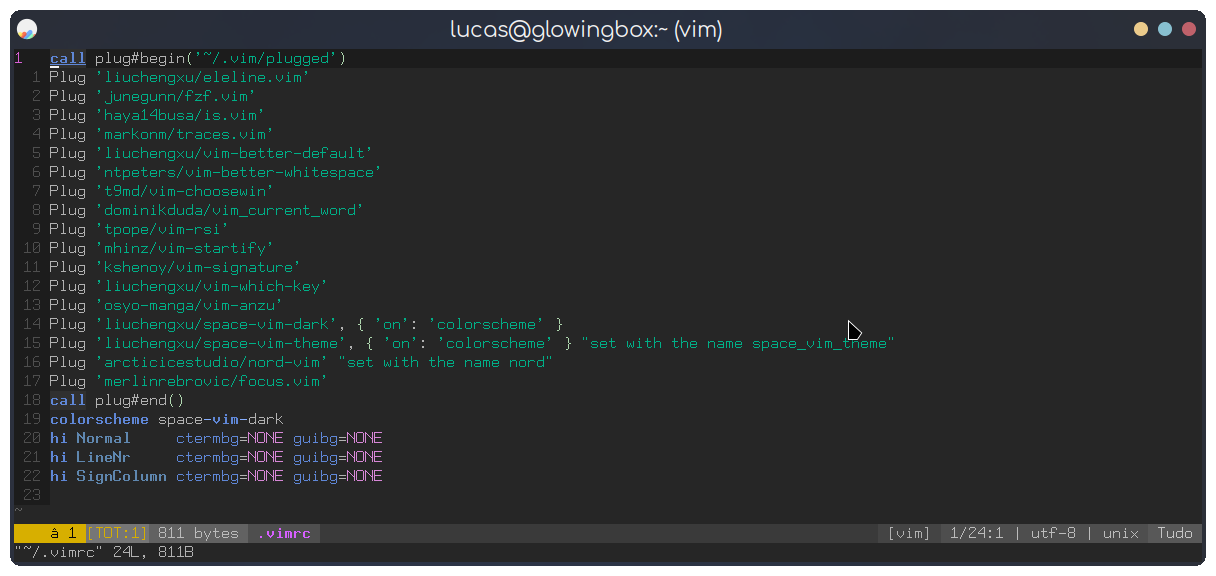 lucas@glowingbox:~ (vim)
1 call plug#begin('~/.vim/plugged')
1 Plug 'liuchengxu/eleline.vim'
2 Plug 'junegunn/fzf.vim'
3 Plug 'haya14busa/is.vim'
4 Plug 'markonm/traces.vim'
5 Plug 'liuchengxu/vim-better-default'
6 Plug 'ntpeters/vim-better-whitespace'
7 Plug 't9md/vim-choosewin'
8 Plug 'dominikduda/vim_current_word'
9 Plug 'tpope/vim-rsi'
10 Plug 'mhinz/vim-startify'
11 Plug 'kshenoy/vim-signature'
12 Plug 'liuchengxu/vim-which-key'
13 Plug 'osyo-manga/vim-anzu'
14 Plug 'liuchengxu/space-vim-dark', { 'on': 'colorscheme' }
15 Plug 'liuchengxu/space-vim-theme', { 'on': 'colorscheme' } "set with the name space_vim_theme"
16 Plug 'arcticicestudio/nord-vim' "set with the name nord"
17 Plug 'merlinrebrovic/focus.vim'
18 call plug#end()
19 colorscheme space-vim-dark
20 hi Normal     ctermbg=NONE guibg=NONE
21 hi LineNr     ctermbg=NONE guibg=NONE
22 hi SignColumn ctermbg=NONE guibg=NONE
23
~
â 1 [TOT:1] 811 bytes .vimrc [vim] 1/24:1 | utf-8 | unix Tudo
"~/.vimrc" 24L, 811B